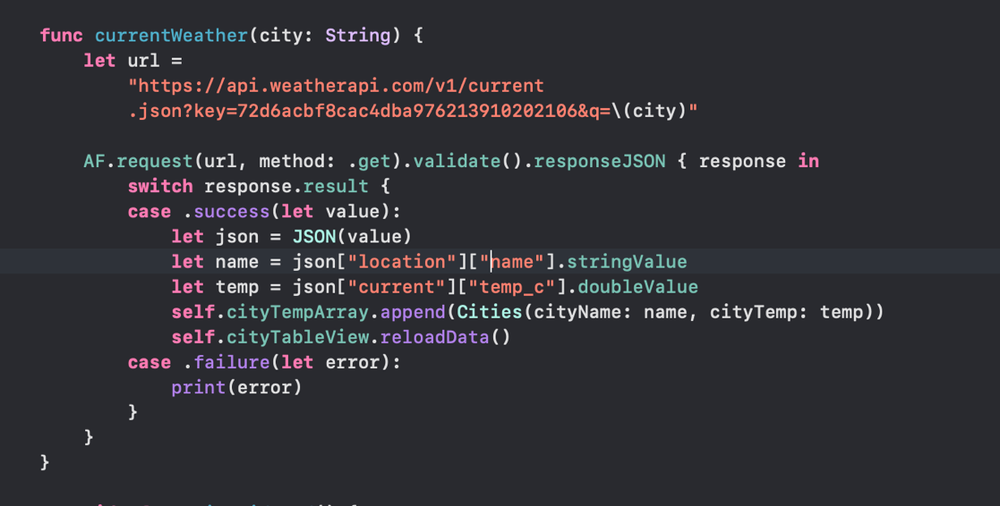 func currentWeather(city: String) {
let url =
"https://api.weatherapi.com/v1/current
.json?key=72d6acbf8cac4dba976213910202106&q=\(city)"
AF.request(url, method: .get).validate().responseJSON { response in
switch response.result {
case .success(let value):
let json = JSON(value)
let name = json["location"]["name"].stringValue
let temp = json["current"]["temp_c"].doubleValue
self.cityTempArray.append(Cities(cityName: name, cityTemp: temp))
self.cityTableView.reloadData()
case .failure(let error):
print(error)
}
}
}